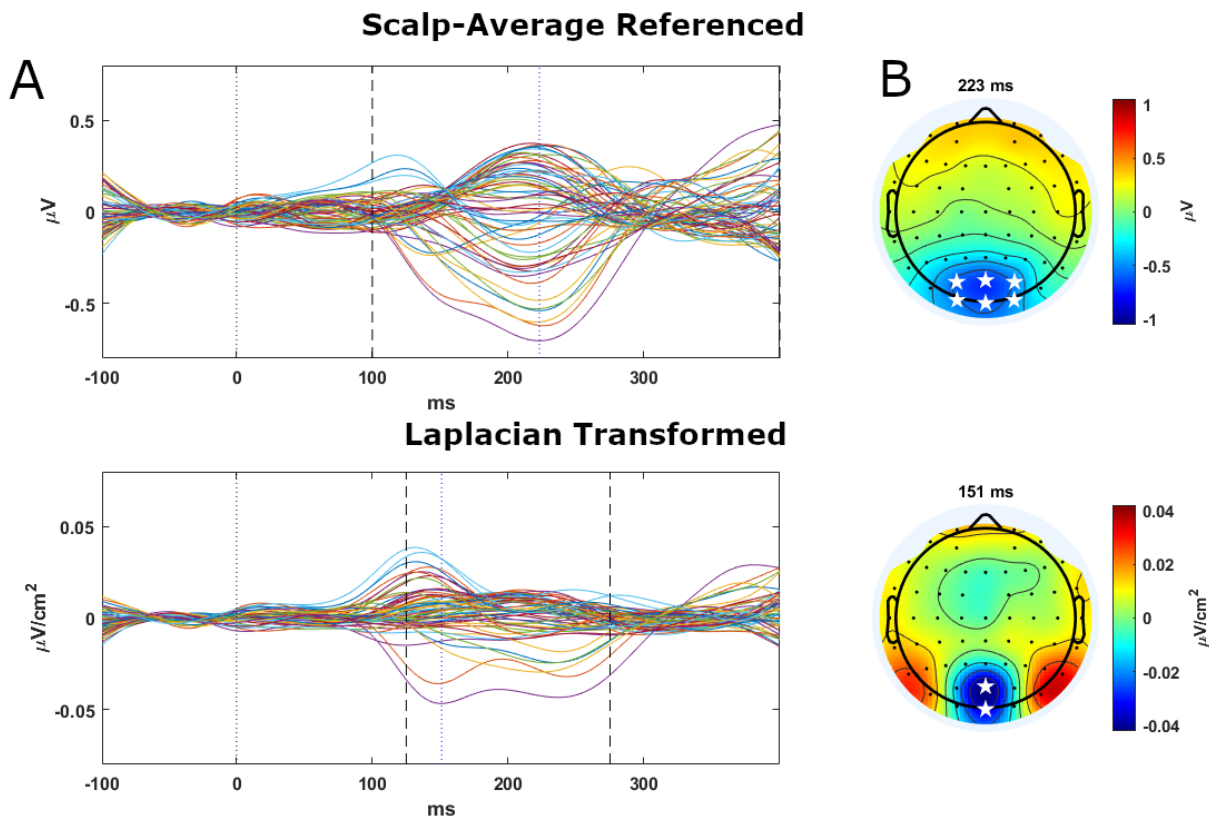 Scalp-Average Referenced
A
0.5
0
-0.5
μV
-100 0 100 200 300
ms
B
223 ms
1
0.5
0
-0.5
-1
μV
Laplacian Transformed
0.05
0
-0.05
μV/cm²
-100 0 100 200 300
ms
151 ms
0.04
0.02
0
-0.02
-0.04
μV/cm²